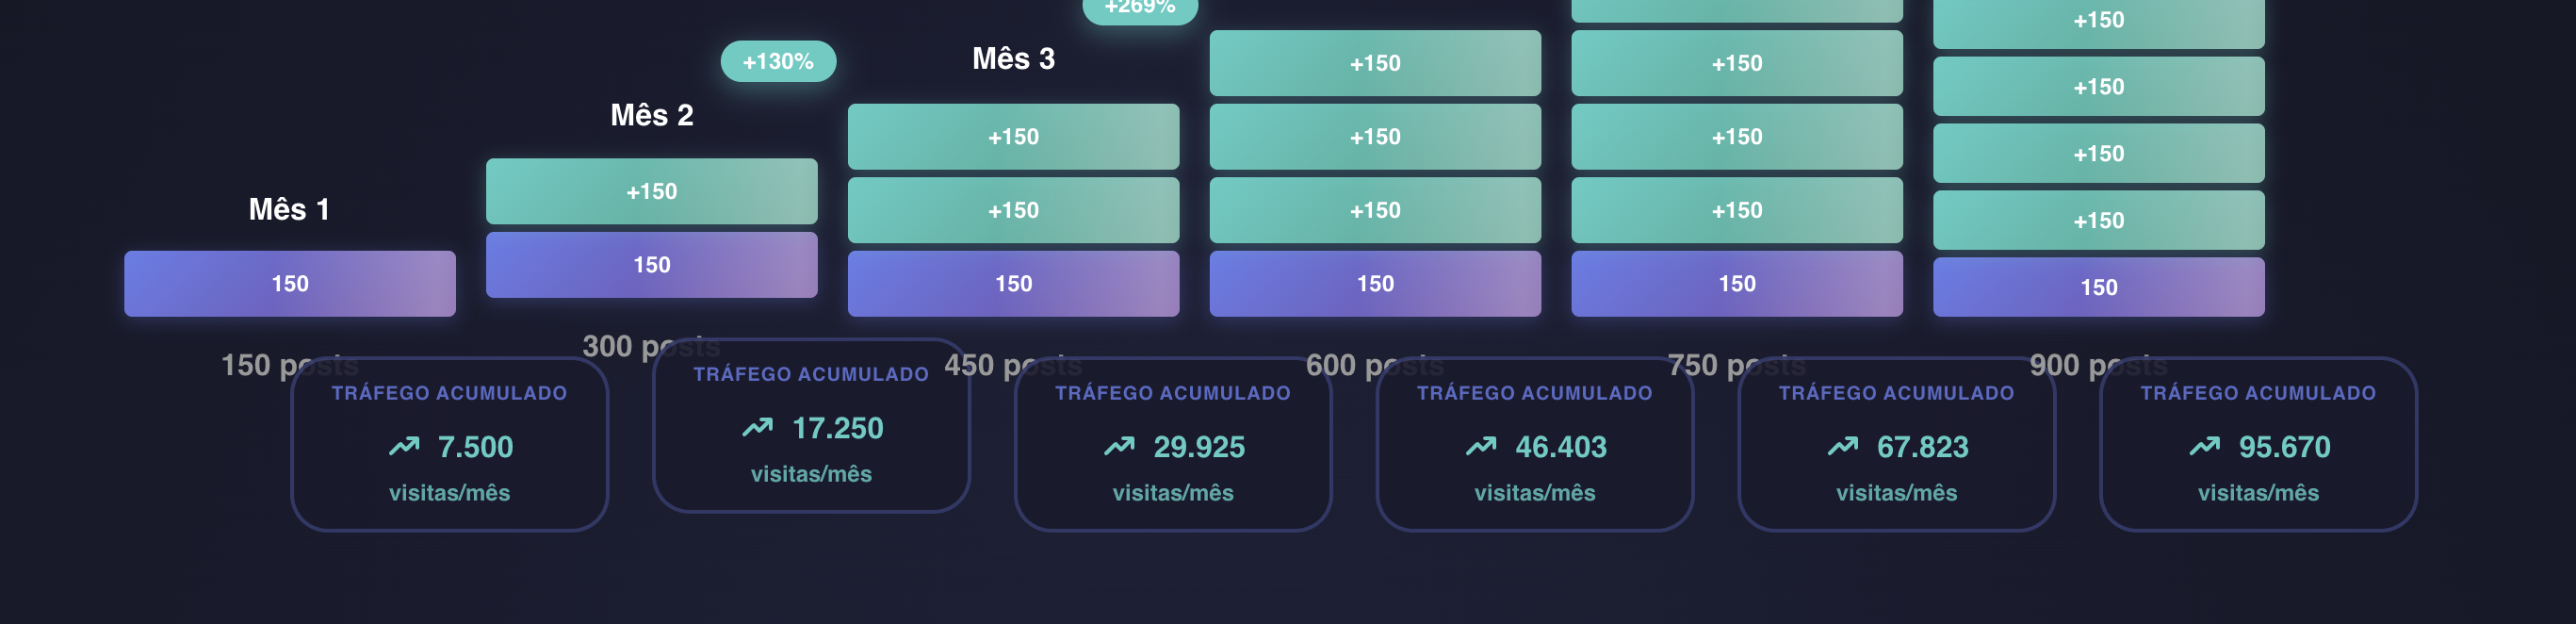 +269%
+130%
Mês 1
150
150 posts
TRÁFEGO ACUMULADO
7.500
visitas/mês
Mês 2
+150
150
300 posts
TRÁFEGO ACUMULADO
17.250
visitas/mês
Mês 3
+150
+150
150
450 posts
TRÁFEGO ACUMULADO
29.925
visitas/mês
+150
+150
+150
150
600 posts
TRÁFEGO ACUMULADO
46.403
visitas/mês
+150
+150
+150
150
750 posts
TRÁFEGO ACUMULADO
67.823
visitas/mês
+150
+150
+150
+150
150
900 posts
TRÁFEGO ACUMULADO
95.670
visitas/mês